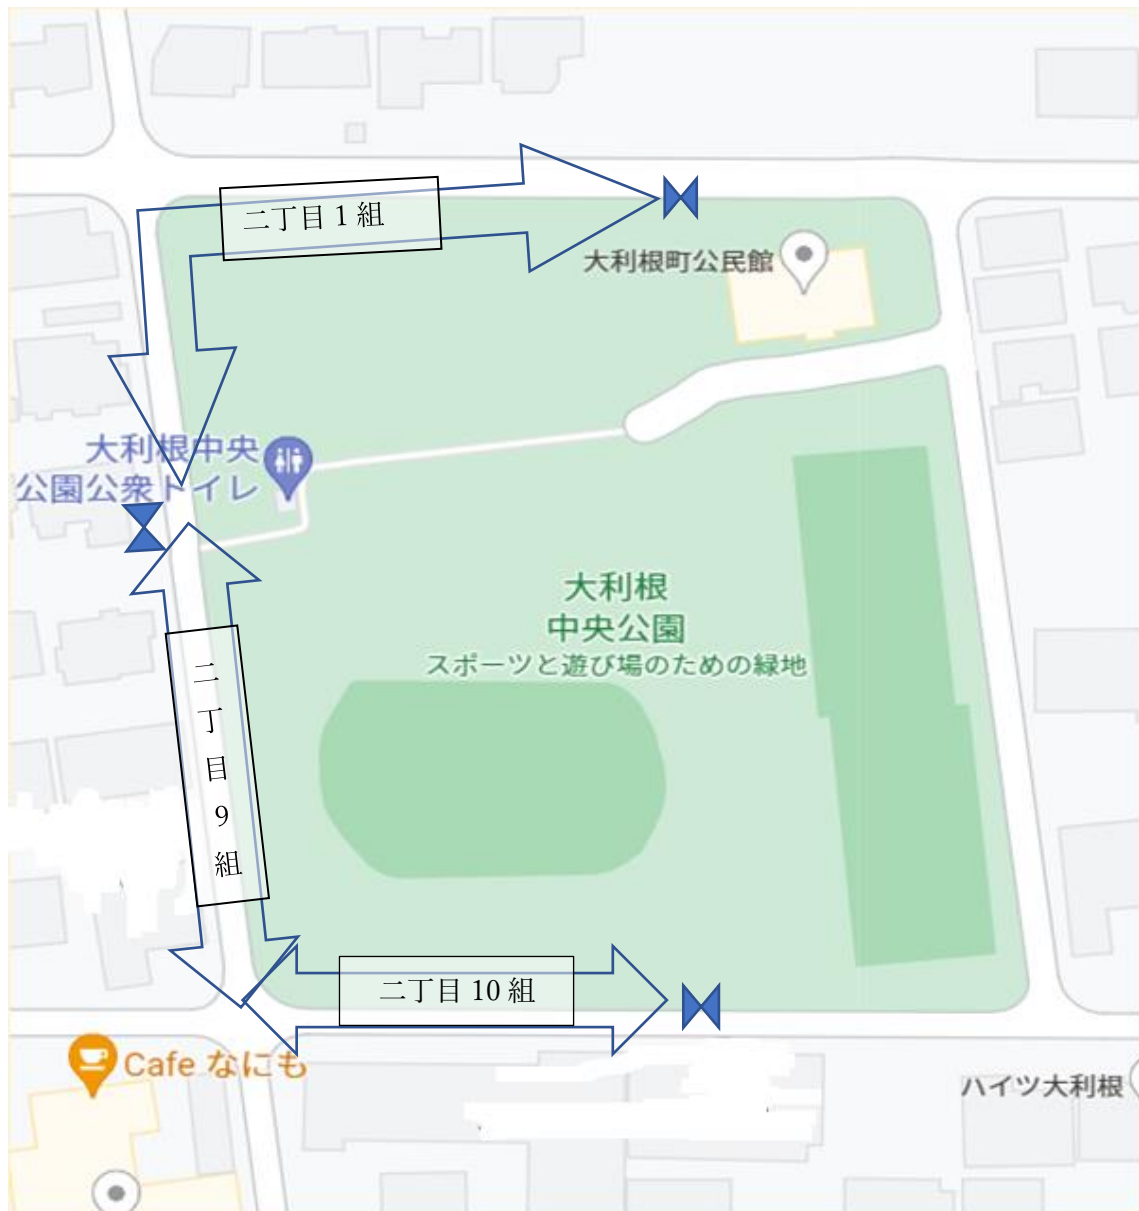 二丁目1組
大利根町公民館
大利根中央
公園公衆トイレ
大利根
中央公園
スポーツと遊び場のための緑地
二丁目9組
二丁目10組
Cafe なにも
ハイツ大利根